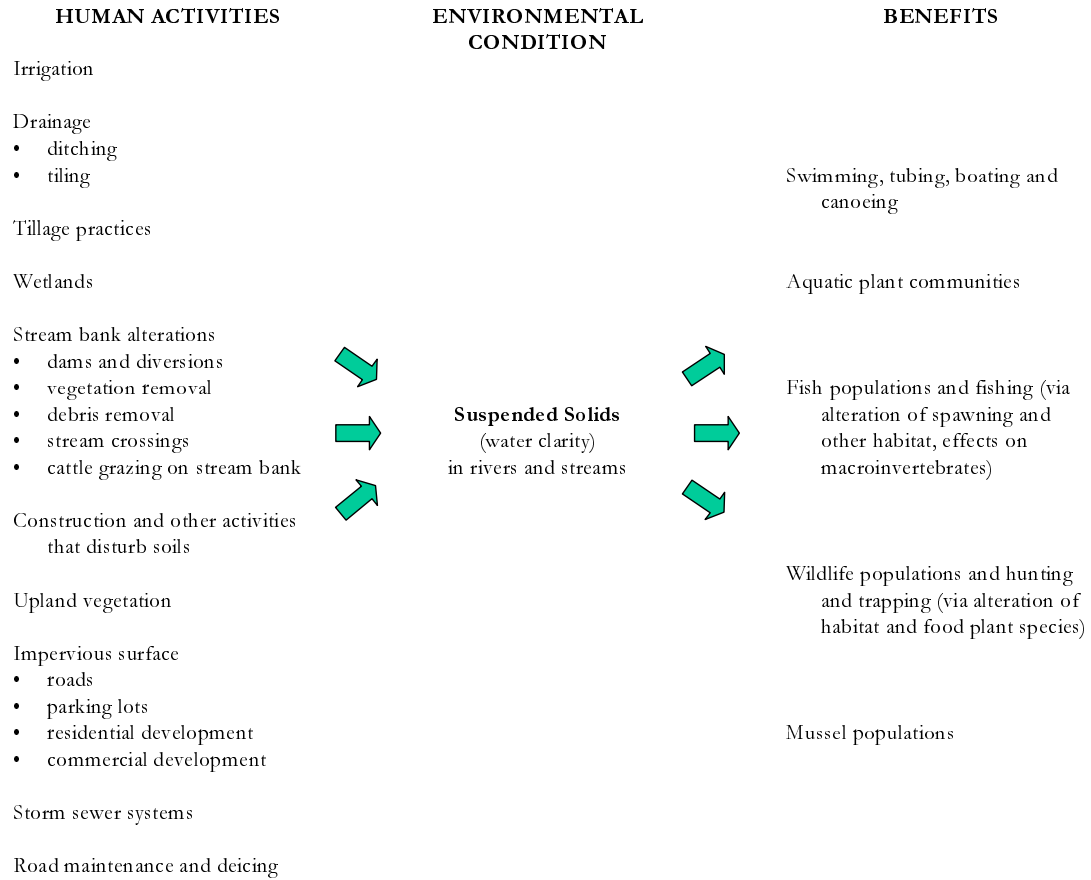 HUMAN ACTIVITIES
Irrigation
Drainage
• ditching
• tiling
Tillage practices
Wetlands
Stream bank alterations
• dams and diversions
• vegetation removal
• debris removal
• stream crossings
• cattle grazing on stream bank
Construction and other activities
that disturb soils
Upland vegetation
Impervious surface
• roads
• parking lots
• residential development
• commercial development
Storm sewer systems
Road maintenance and deicing
ENVIRONMENTAL
CONDITION
Suspended Solids
(water clarity)
in rivers and streams
BENEFITS
Swimming, tubing, boating and
canoeing
Aquatic plant communities
Fish populations and fishing (via
alteration of spawning and
other habitat, effects on
macroinvertebrates)
Wildlife populations and hunting
and trapping (via alteration of
habitat and food plant species)
Mussel populations